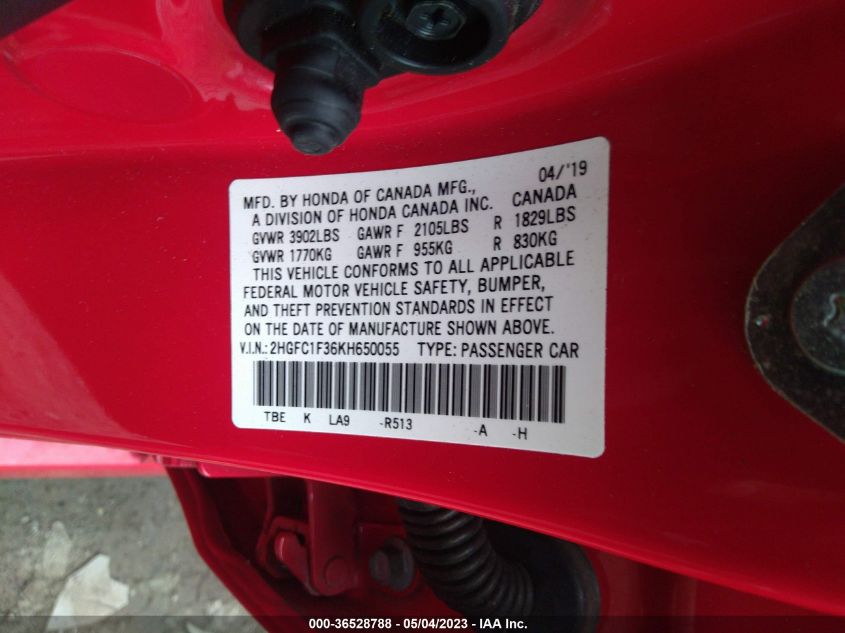 04/'19
MFD. BY HONDA OF CANADA MFG.,
A DIVISION OF HONDA CANADA INC. CANADA
GVWR 3902LBS GAWR F 2105LBS R 1829LBS
GVWR 1770KG GAWR F 955KG R 830KG
THIS VEHICLE CONFORMS TO ALL APPLICABLE
FEDERAL MOTOR VEHICLE SAFETY, BUMPER,
AND THEFT PREVENTION STANDARDS IN EFFECT
ON THE DATE OF MANUFACTURE SHOWN ABOVE.
V.I.N.: 2HGFC1F36KH650055 TYPE: PASSENGER CAR
TBE K LA9 -R513 -A -H
000-36528788 - 05/04/2023 - IAA Inc.